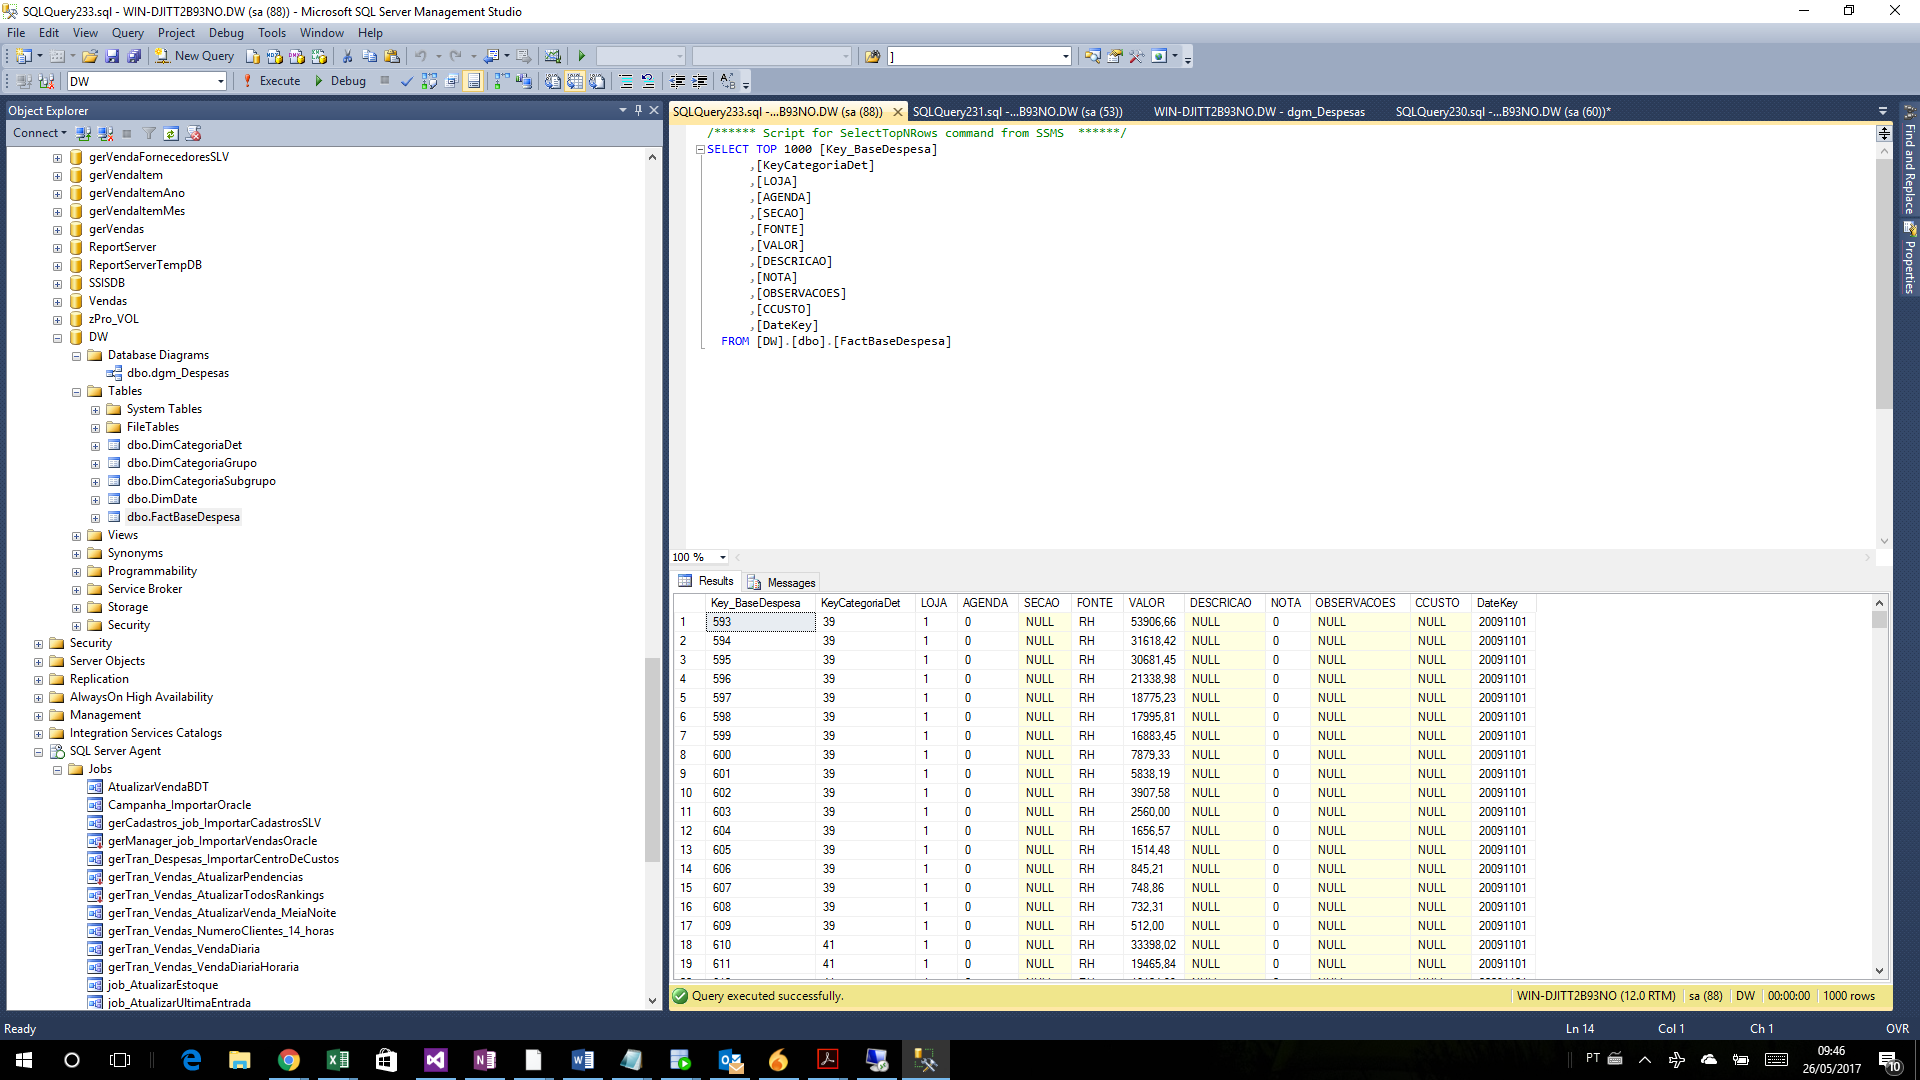 SQLQuery233.sql - WIN-DJITT2B93NO.DW (sa (88)) - Microsoft SQL Server Management Studio
File Edit View Query Project Debug Tools Window Help
New Query ]
DW Execute Debug
Object Explorer
Connect
gerVendaFornecedoresSLV
gerVendaItem
gerVendaItemAno
gerVendaItemMes
gerVendas
ReportServer
ReportServerTempDB
SSISDB
Vendas
zPro_VOL
DW
Database Diagrams
dbo.dgm_Despesas
Tables
System Tables
FileTables
dbo.DimCategoriaDet
dbo.DimCategoriaGrupo
dbo.DimCategoriaSubgrupo
dbo.DimDate
dbo.FactBaseDespesa
Views
Synonyms
Programmability
Service Broker
Storage
Security
Security
Server Objects
Replication
AlwaysOn High Availability
Management
Integration Services Catalogs
SQL Server Agent
Jobs
AtualizarVendaBDT
Campanha_ImportarOracle
gerCadastros_job_ImportarCadastrosSLV
gerManager_job_ImportarVendasOracle
gerTran_Despesas_ImportarCentroDeCustos
gerTran_Vendas_AtualizarPendencias
gerTran_Vendas_AtualizarTodosRankings
gerTran_Vendas_AtualizarVenda_MeiaNoite
gerTran_Vendas_NumeroClientes_14_horas
gerTran_Vendas_VendaDiaria
gerTran_Vendas_VendaDiariaHoraria
job_AtualizarEstoque
job_AtualizarUltimaEntrada
SQLQuery233.sql -...B93NO.DW (sa (88)) SQLQuery231.sql -...B93NO.DW (sa (53)) WIN-DJITT2B93NO.DW - dgm_Despesas SQLQuery230.sql -...B93NO.DW (sa (60))*
/****** Script for SelectTopNRows command from SSMS ******/
SELECT TOP 1000 [Key_BaseDespesa]
,[KeyCategoriaDet]
,[LOJA]
,[AGENDA]
,[SECAO]
,[FONTE]
,[VALOR]
,[DESCRICAO]
,[NOTA]
,[OBSERVACOES]
,[CCUSTO]
,[DateKey]
FROM [DW].[dbo].[FactBaseDespesa]
Find and Replace
Properties
100 %
Results Messages
Key_BaseDespesa KeyCategoriaDet LOJA AGENDA SECAO FONTE VALOR DESCRICAO NOTA OBSERVACOES CCUSTO DateKey
1 593 39 1 0 NULL RH 53906,66 NULL 0 NULL NULL 20091101
2 594 39 1 0 NULL RH 31618,42 NULL 0 NULL NULL 20091101
3 595 39 1 0 NULL RH 30681,45 NULL 0 NULL NULL 20091101
4 596 39 1 0 NULL RH 21338,98 NULL 0 NULL NULL 20091101
5 597 39 1 0 NULL RH 18775,23 NULL 0 NULL NULL 20091101
6 598 39 1 0 NULL RH 17995,81 NULL 0 NULL NULL 20091101
7 599 39 1 0 NULL RH 16883,45 NULL 0 NULL NULL 20091101
8 600 39 1 0 NULL RH 7879,33 NULL 0 NULL NULL 20091101
9 601 39 1 0 NULL RH 5838,19 NULL 0 NULL NULL 20091101
10 602 39 1 0 NULL RH 3907,58 NULL 0 NULL NULL 20091101
11 603 39 1 0 NULL RH 2560,00 NULL 0 NULL NULL 20091101
12 604 39 1 0 NULL RH 1656,57 NULL 0 NULL NULL 20091101
13 605 39 1 0 NULL RH 1514,48 NULL 0 NULL NULL 20091101
14 606 39 1 0 NULL RH 845,21 NULL 0 NULL NULL 20091101
15 607 39 1 0 NULL RH 748,86 NULL 0 NULL NULL 20091101
16 608 39 1 0 NULL RH 732,31 NULL 0 NULL NULL 20091101
17 609 39 1 0 NULL RH 512,00 NULL 0 NULL NULL 20091101
18 610 41 1 0 NULL RH 33398,02 NULL 0 NULL NULL 20091101
19 611 41 1 0 NULL RH 19465,84 NULL 0 NULL NULL 20091101
Query executed successfully. WIN-DJITT2B93NO (12.0 RTM) sa (88) DW 00:00:00 1000 rows
Ready Ln 14 Col 1 Ch 1 OVR
PT 09:46
26/05/2017 10